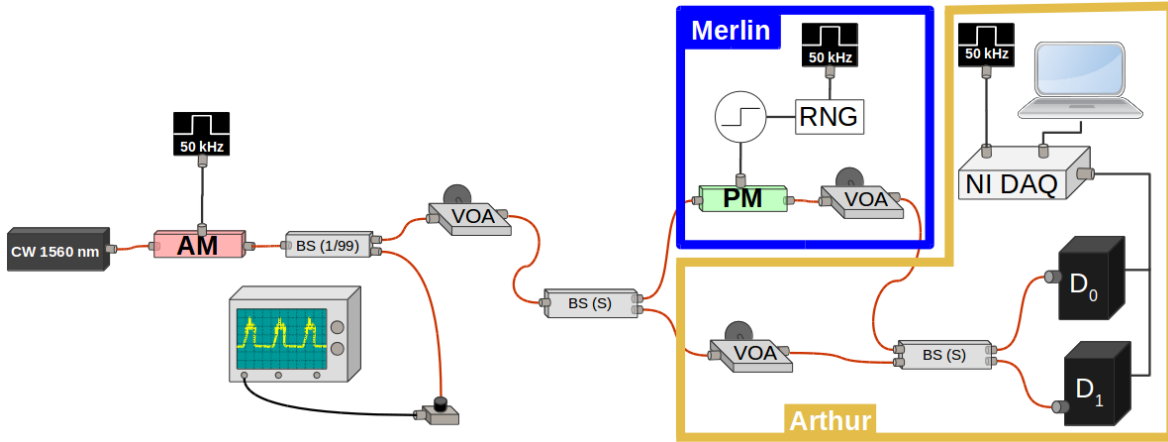 Merlin
50 kHz
50 kHz
RNG
50 kHz
NI DAQ
PM
VOA
VOA
CW 1560 nm
AM
BS (1/99)
BS (S)
D0
VOA
BS (S)
D1
Arthur